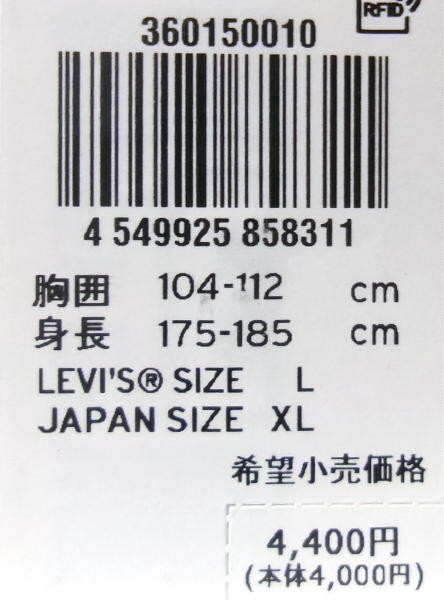 RFID
360150010
4 549925 858311
胸囲 104-112 cm
身長 175-185 cm
LEVI'S® SIZE L
JAPAN SIZE XL
希望小売価格
4,400円
(本体4,000円)